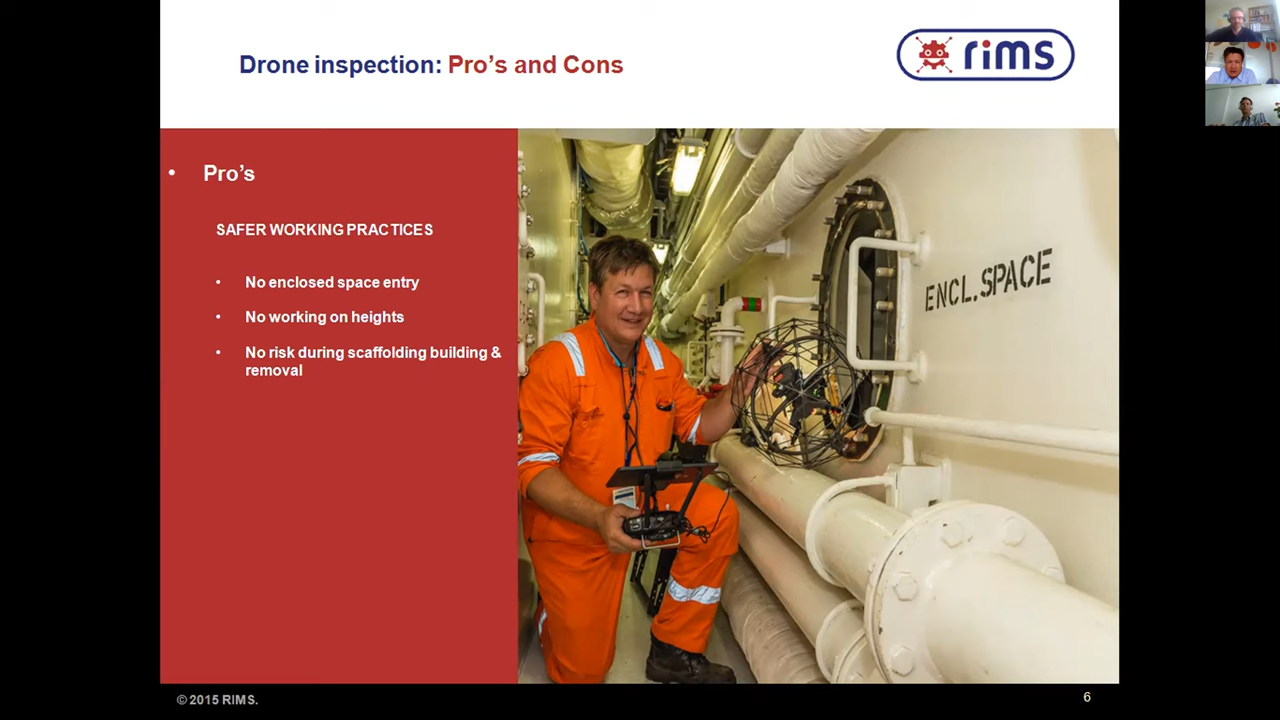 Drone inspection: Pro's and Cons
rims
• Pro's
SAFER WORKING PRACTICES
• No enclosed space entry
• No working on heights
• No risk during scaffolding building &
removal
ENCL.SPACE
© 2015 RIMS.
6